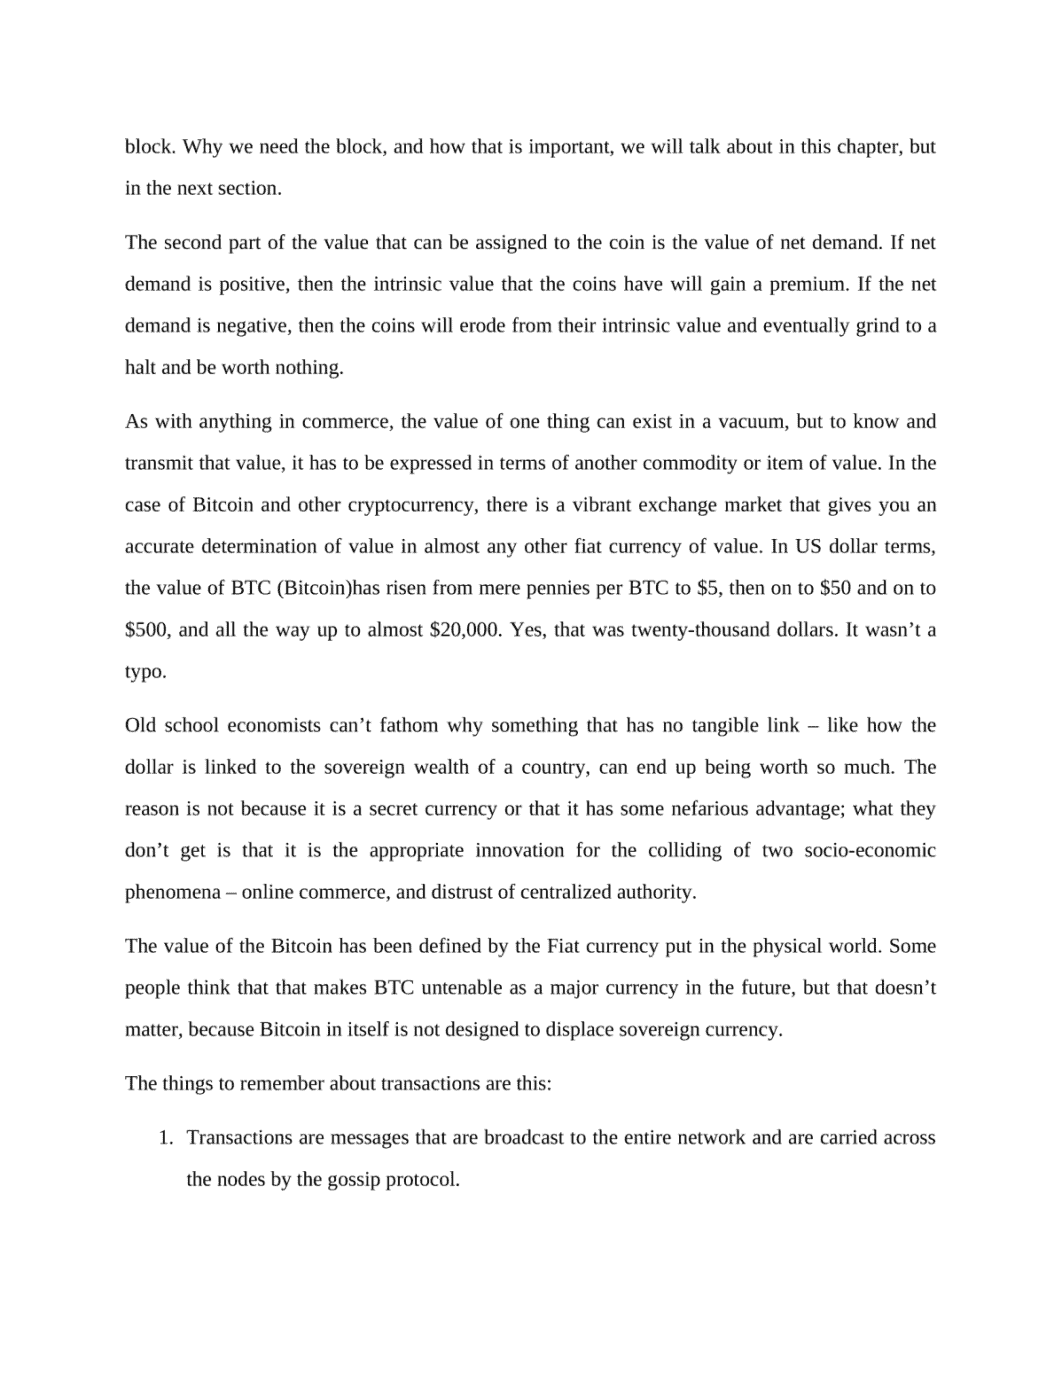 block. Why we need the block, and how that is important, we will talk about in this chapter, but
in the next section.
The second part of the value that can be assigned to the coin is the value of net demand. If net
demand is positive, then the intrinsic value that the coins have will gain a premium. If the net
demand is negative, then the coins will erode from their intrinsic value and eventually grind to a
halt and be worth nothing.
As with anything in commerce, the value of one thing can exist in a vacuum, but to know and
transmit that value, it has to be expressed in terms of another commodity or item of value. In the
case of Bitcoin and other cryptocurrency, there is a vibrant exchange market that gives you an
accurate determination of value in almost any other fiat currency of value. In US dollar terms,
the value of BTC (Bitcoin)has risen from mere pennies per BTC to $5, then on to $50 and on to
$500, and all the way up to almost $20,000. Yes, that was twenty-thousand dollars. It wasn’t a
typo.
Old school economists can’t fathom why something that has no tangible link – like how the
dollar is linked to the sovereign wealth of a country, can end up being worth so much. The
reason is not because it is a secret currency or that it has some nefarious advantage; what they
don’t get is that it is the appropriate innovation for the colliding of two socio-economic
phenomena – online commerce, and distrust of centralized authority.
The value of the Bitcoin has been defined by the Fiat currency put in the physical world. Some
people think that that makes BTC untenable as a major currency in the future, but that doesn’t
matter, because Bitcoin in itself is not designed to displace sovereign currency.
The things to remember about transactions are this:
1. Transactions are messages that are broadcast to the entire network and are carried across
the nodes by the gossip protocol.